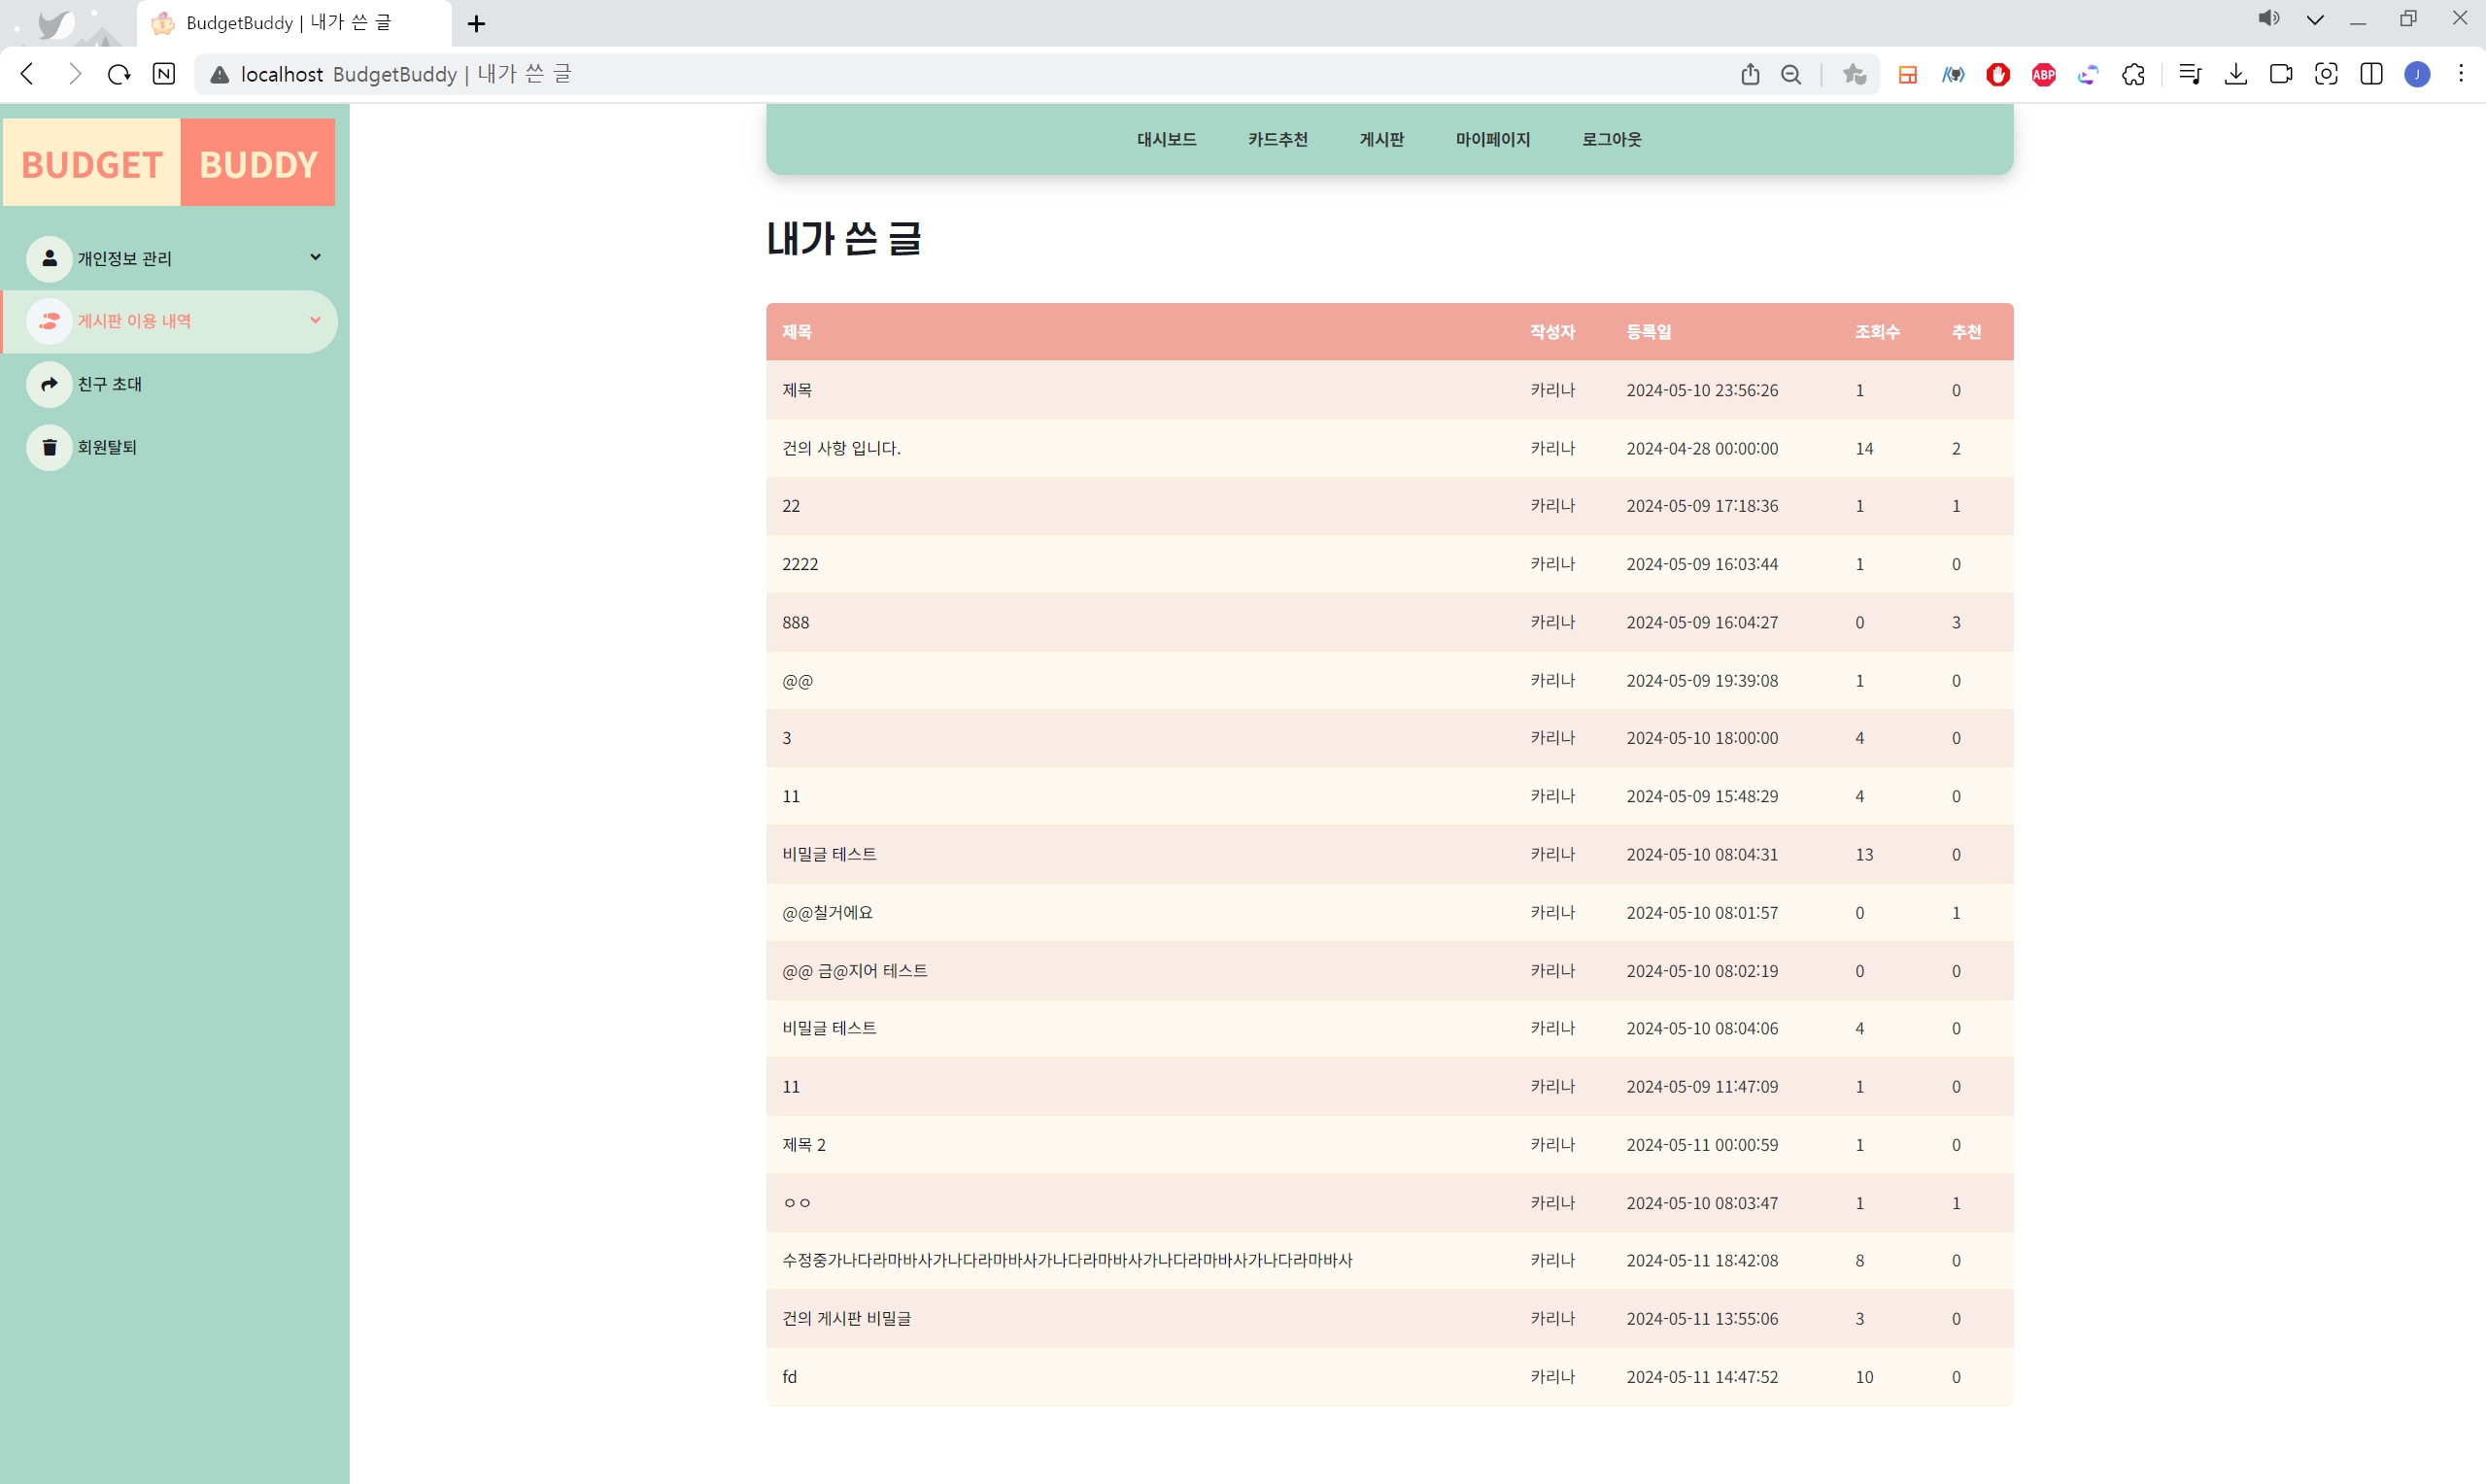 BudgetBuddy | 내가 쓴 글
localhost BudgetBuddy | 내가 쓴 글
ABP
J
BUDGET BUDDY
대시보드 카드추천 게시판 마이페이지 로그아웃
개인정보 관리
게시판 이용 내역
친구 초대
회원탈퇴
내가 쓴 글
제목 작성자 등록일 조회수 추천
제목 카리나 2024-05-10 23:56:26 1 0
건의 사항 입니다. 카리나 2024-04-28 00:00:00 14 2
22 카리나 2024-05-09 17:18:36 1 1
2222 카리나 2024-05-09 16:03:44 1 0
888 카리나 2024-05-09 16:04:27 0 3
@@ 카리나 2024-05-09 19:39:08 1 0
3 카리나 2024-05-10 18:00:00 4 0
11 카리나 2024-05-09 15:48:29 4 0
비밀글 테스트 카리나 2024-05-10 08:04:31 13 0
@@칠거에요 카리나 2024-05-10 08:01:57 0 1
@@ 금@지어 테스트 카리나 2024-05-10 08:02:19 0 0
비밀글 테스트 카리나 2024-05-10 08:04:06 4 0
11 카리나 2024-05-09 11:47:09 1 0
제목 2 카리나 2024-05-11 00:00:59 1 0
ㅇㅇ 카리나 2024-05-10 08:03:47 1 1
수정중가나다라마바사가나다라마바사가나다라마바사가나다라마바사가나다라마바사 카리나 2024-05-11 18:42:08 8 0
건의 게시판 비밀글 카리나 2024-05-11 13:55:06 3 0
fd 카리나 2024-05-11 14:47:52 10 0